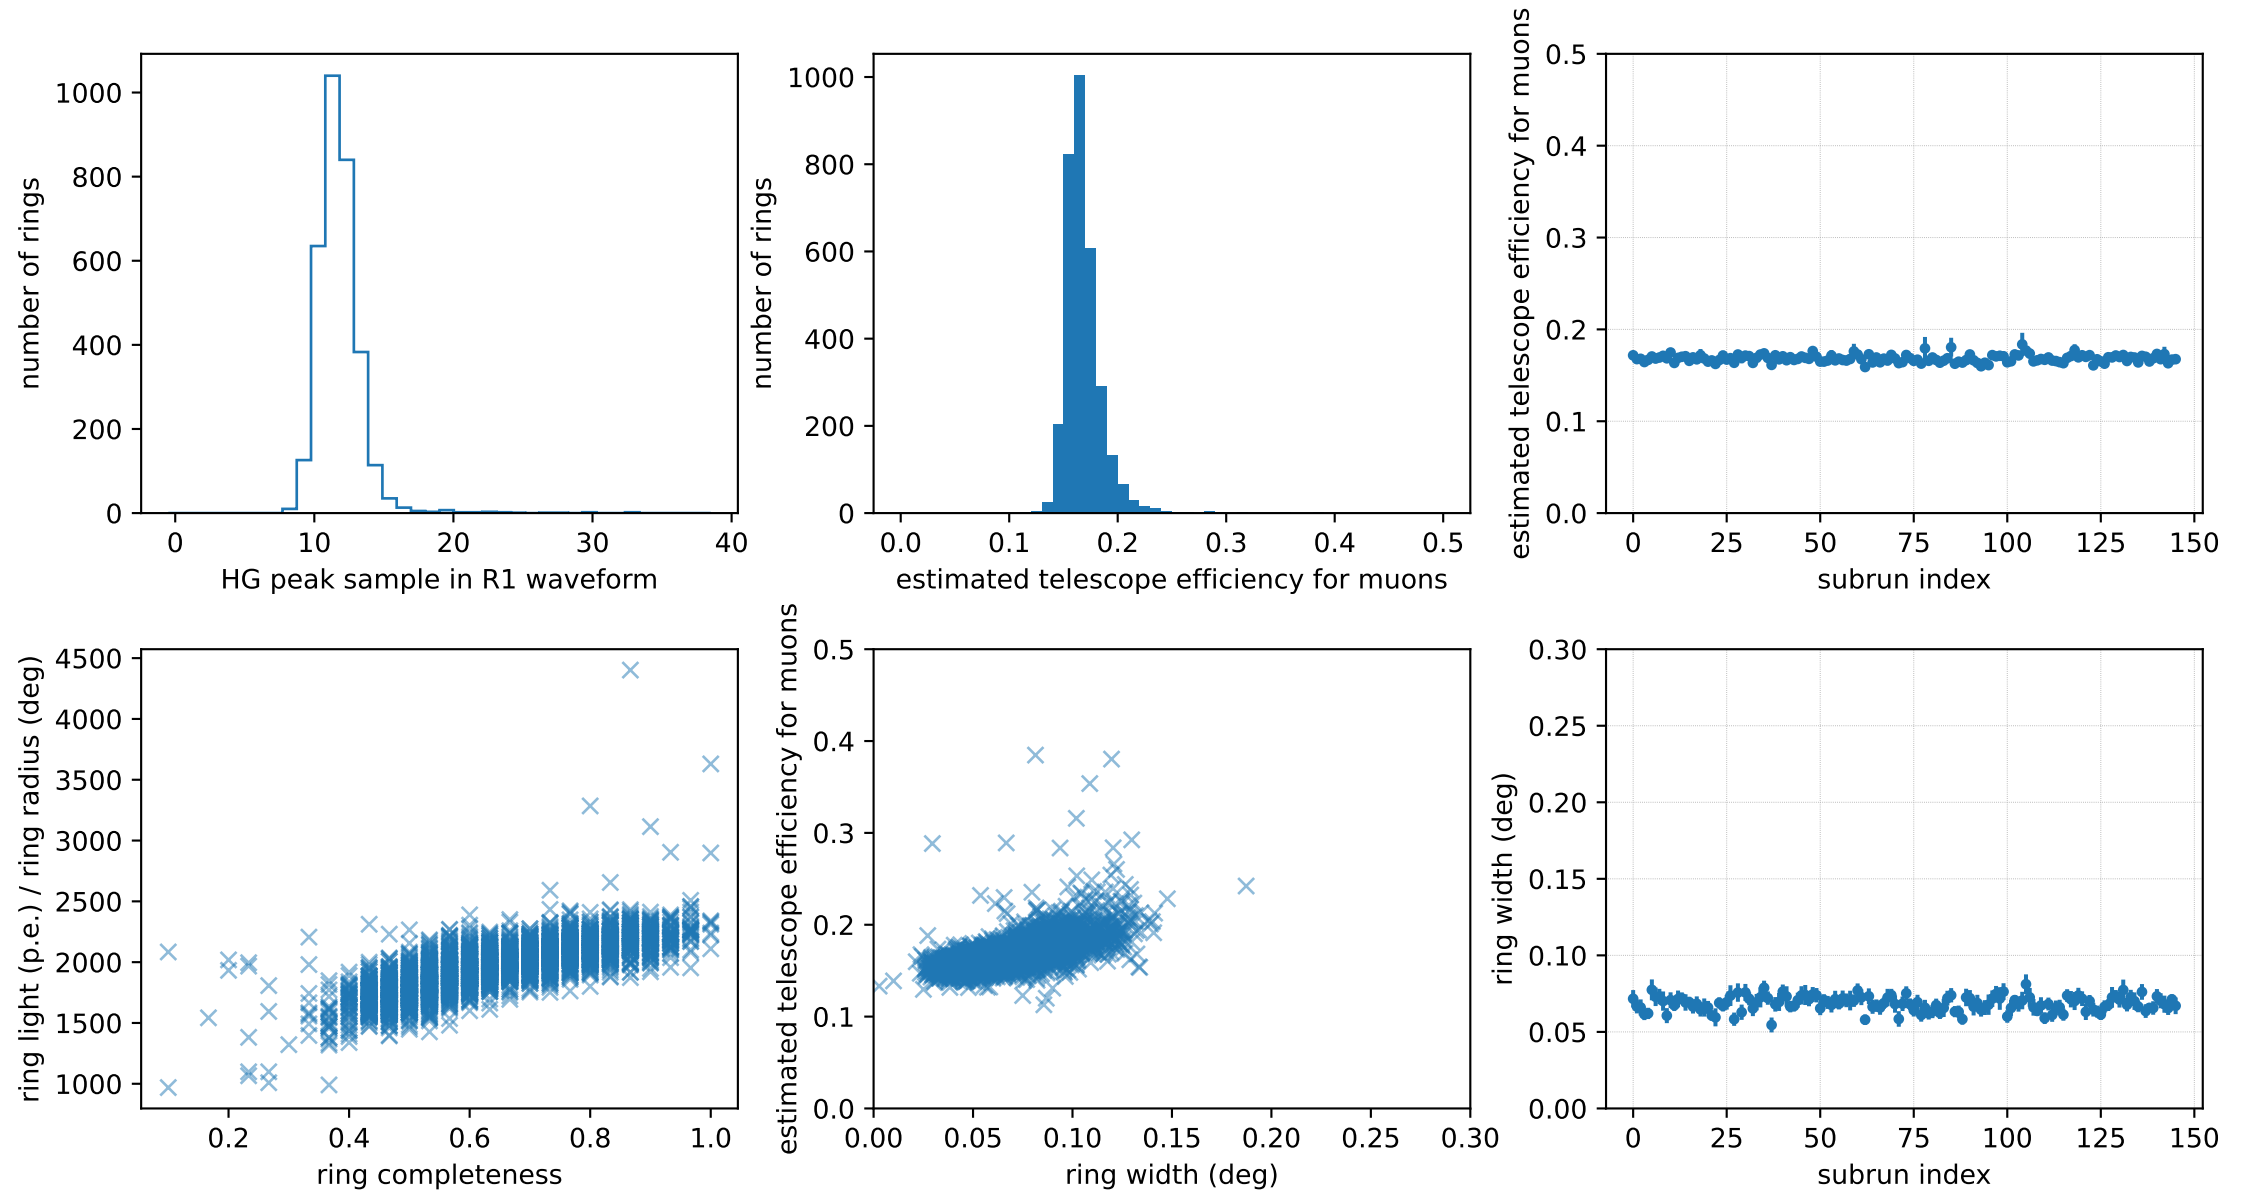 number of rings
1000
800
600
400
200
0
0 10 20 30 40
HG peak sample in R1 waveform
number of rings
1000
800
600
400
200
0
0.0 0.1 0.2 0.3 0.4 0.5
estimated telescope efficiency for muons
estimated telescope efficiency for muons
0.5
0.4
0.3
0.2
0.1
0.0
0 25 50 75 100 125 150
subrun index
ring light (p.e.) / ring radius (deg)
4500
4000
3500
3000
2500
2000
1500
1000
0.2 0.4 0.6 0.8 1.0
ring completeness
estimated telescope efficiency for muons
0.5
0.4
0.3
0.2
0.1
0.0
0.00 0.05 0.10 0.15 0.20 0.25 0.30
ring width (deg)
ring width (deg)
0.30
0.25
0.20
0.15
0.10
0.05
0.00
0 25 50 75 100 125 150
subrun index